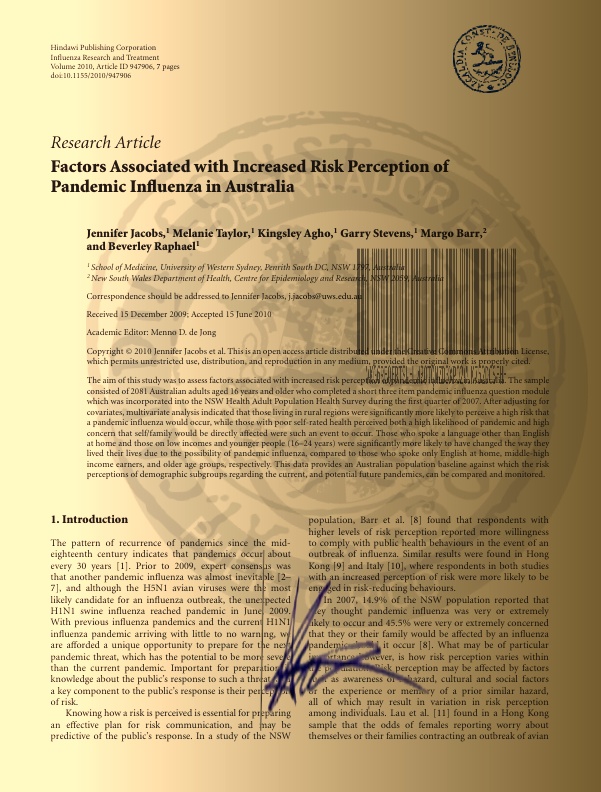 Hindawi Publishing Corporation
Influenza Research and Treatment
Volume 2010, Article ID 947906, 7 pages
doi:10.1155/2010/947906
Research Article
Factors Associated with Increased Risk Perception of
Pandemic Influenza in Australia
Jennifer Jacobs,¹ Melanie Taylor,¹ Kingsley Agho,¹ Garry Stevens,¹ Margo Barr,²
and Beverley Raphael¹
¹ School of Medicine, University of Western Sydney, Penrith South DC, NSW 1797, Australia
² New South Wales Department of Health, Centre for Epidemiology and Research, NSW 2059, Australia
Correspondence should be addressed to Jennifer Jacobs, j.jacobs@uws.edu.au
Received 15 December 2009; Accepted 15 June 2010
Academic Editor: Menno D. de Jong
Copyright © 2010 Jennifer Jacobs et al. This is an open access article distributed under the Creative Commons Attribution License,
which permits unrestricted use, distribution, and reproduction in any medium, provided the original work is properly cited.
The aim of this study was to assess factors associated with increased risk perception of pandemic influenza in Australia. The sample
consisted of 2081 Australian adults aged 16 years and older who completed a short three item pandemic influenza question module
which was incorporated into the NSW Health Adult Population Health Survey during the first quarter of 2007. After adjusting for
covariates, multivariate analysis indicated that those living in rural regions were significantly more likely to perceive a high risk that
a pandemic influenza would occur, while those with poor self-rated health perceived both a high likelihood of pandemic and high
concern that self/family would be directly affected were such an event to occur. Those who spoke a language other than English
at home and those on low incomes and younger people (16–24 years) were significantly more likely to have changed the way they
lived their lives due to the possibility of pandemic influenza, compared to those who spoke only English at home, middle-high
income earners, and older age groups, respectively. This data provides an Australian population baseline against which the risk
perceptions of demographic subgroups regarding the current, and potential future pandemics, can be compared and monitored.
1. Introduction
The pattern of recurrence of pandemics since the mid-
eighteenth century indicates that pandemics occur about
every 30 years [1]. Prior to 2009, expert consensus was
that another pandemic influenza was almost inevitable [2–
7], and although the H5N1 avian viruses were the most
likely candidate for an influenza outbreak, the unexpected
H1N1 swine influenza reached pandemic in June 2009.
With previous influenza pandemics and the current H1N1
influenza pandemic arriving with little to no warning, we
are afforded a unique opportunity to prepare for the next
pandemic threat, which has the potential to be more severe
than the current pandemic. Important for preparation
knowledge about the public's response to such a threat
a key component to the public's response is their perception
of risk.
Knowing how a risk is perceived is essential for preparing
an effective plan for risk communication, and may be
predictive of the public's response. In a study of the NSW
population, Barr et al. [8] found that respondents with
higher levels of risk perception reported more willingness
to comply with public health behaviours in the event of an
outbreak of influenza. Similar results were found in Hong
Kong [9] and Italy [10], where respondents in both studies
with an increased perception of risk were more likely to be
engaged in risk-reducing behaviours.
In 2007, 14.9% of the NSW population reported that
they thought pandemic influenza was very or extremely
likely to occur and 45.5% were very or extremely concerned
that they or their family would be affected by an influenza
pandemic should it occur [8]. What may be of particular
importance, however, is how risk perception varies within
the population. Risk perception may be affected by factors
such as awareness of a hazard, cultural and social factors
or the experience or memory of a prior similar hazard,
all of which may result in variation in risk perception
among individuals. Lau et al. [11] found in a Hong Kong
sample that the odds of females reporting worry about
themselves or their families contracting an outbreak of avian